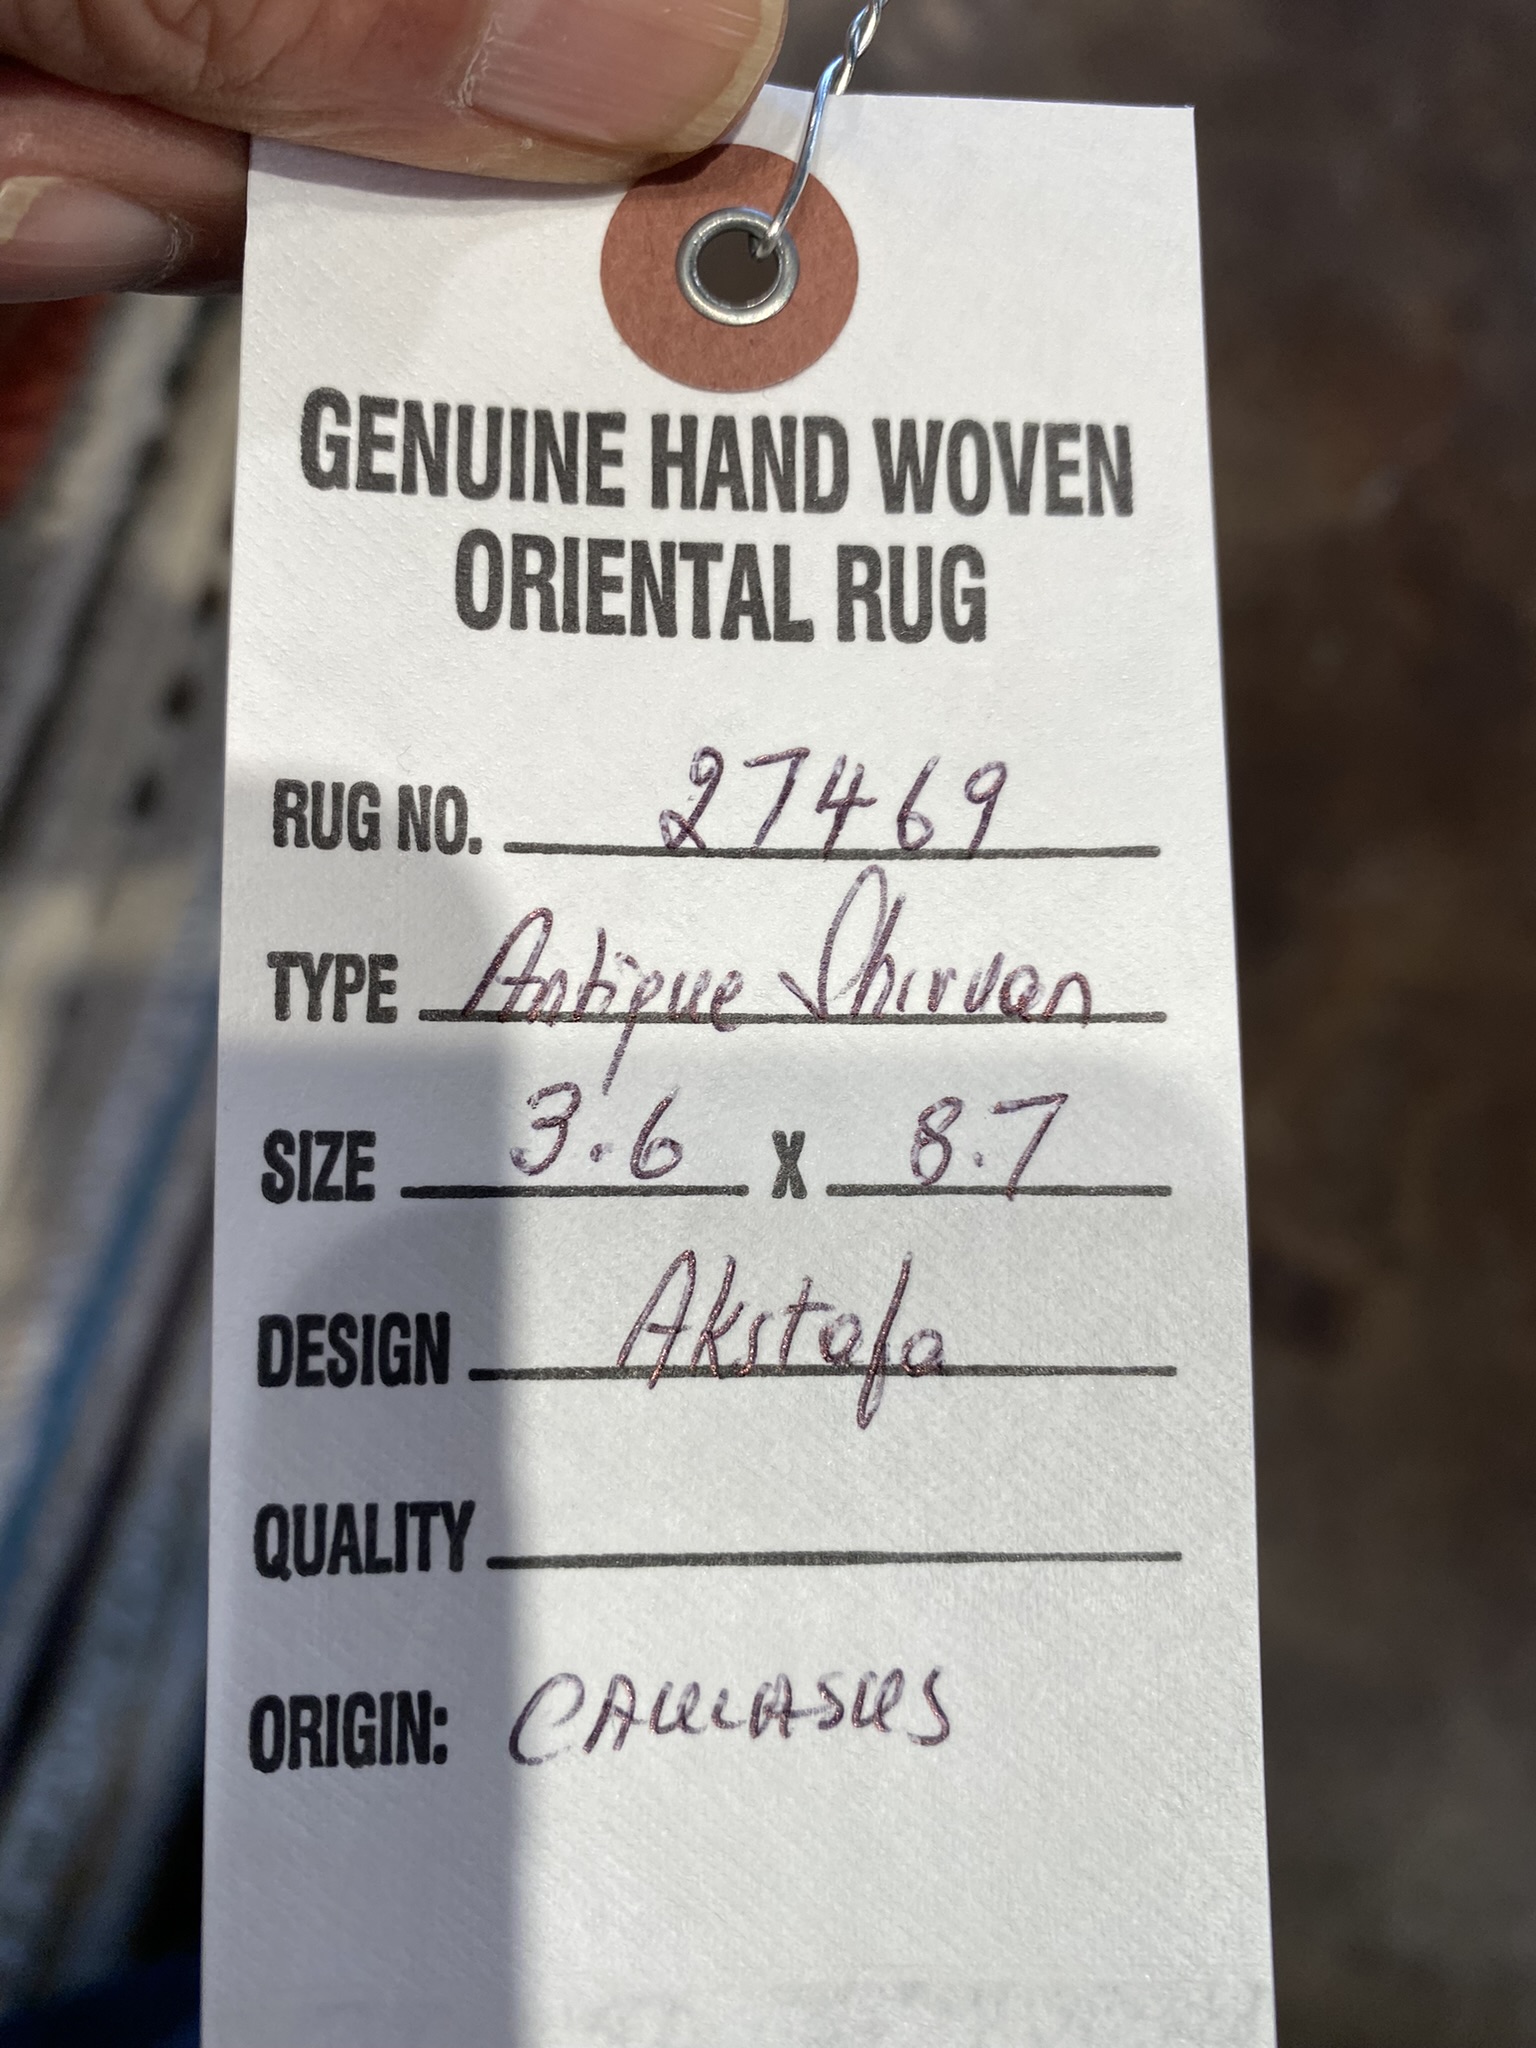 GENUINE HAND WOVEN
ORIENTAL RUG
RUG NO. 27469
TYPE Antique Shirvan
SIZE 3.6 X 8.7
DESIGN Akstafa
QUALITY
ORIGIN: CAUCASUS